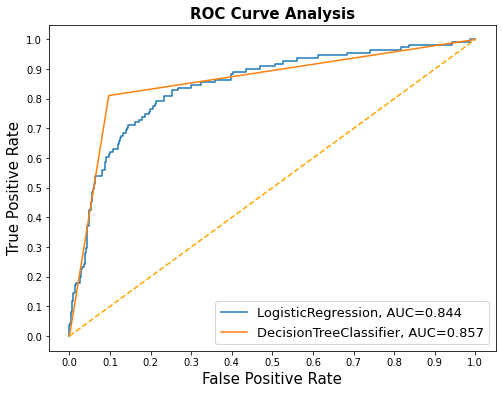 ROC Curve Analysis
True Positive Rate
1.0
0.9
0.8
0.7
0.6
0.5
0.4
0.3
0.2
0.1
0.0
LogisticRegression, AUC=0.844
DecisionTreeClassifier, AUC=0.857
0.0 0.1 0.2 0.3 0.4 0.5 0.6 0.7 0.8 0.9 1.0
False Positive Rate